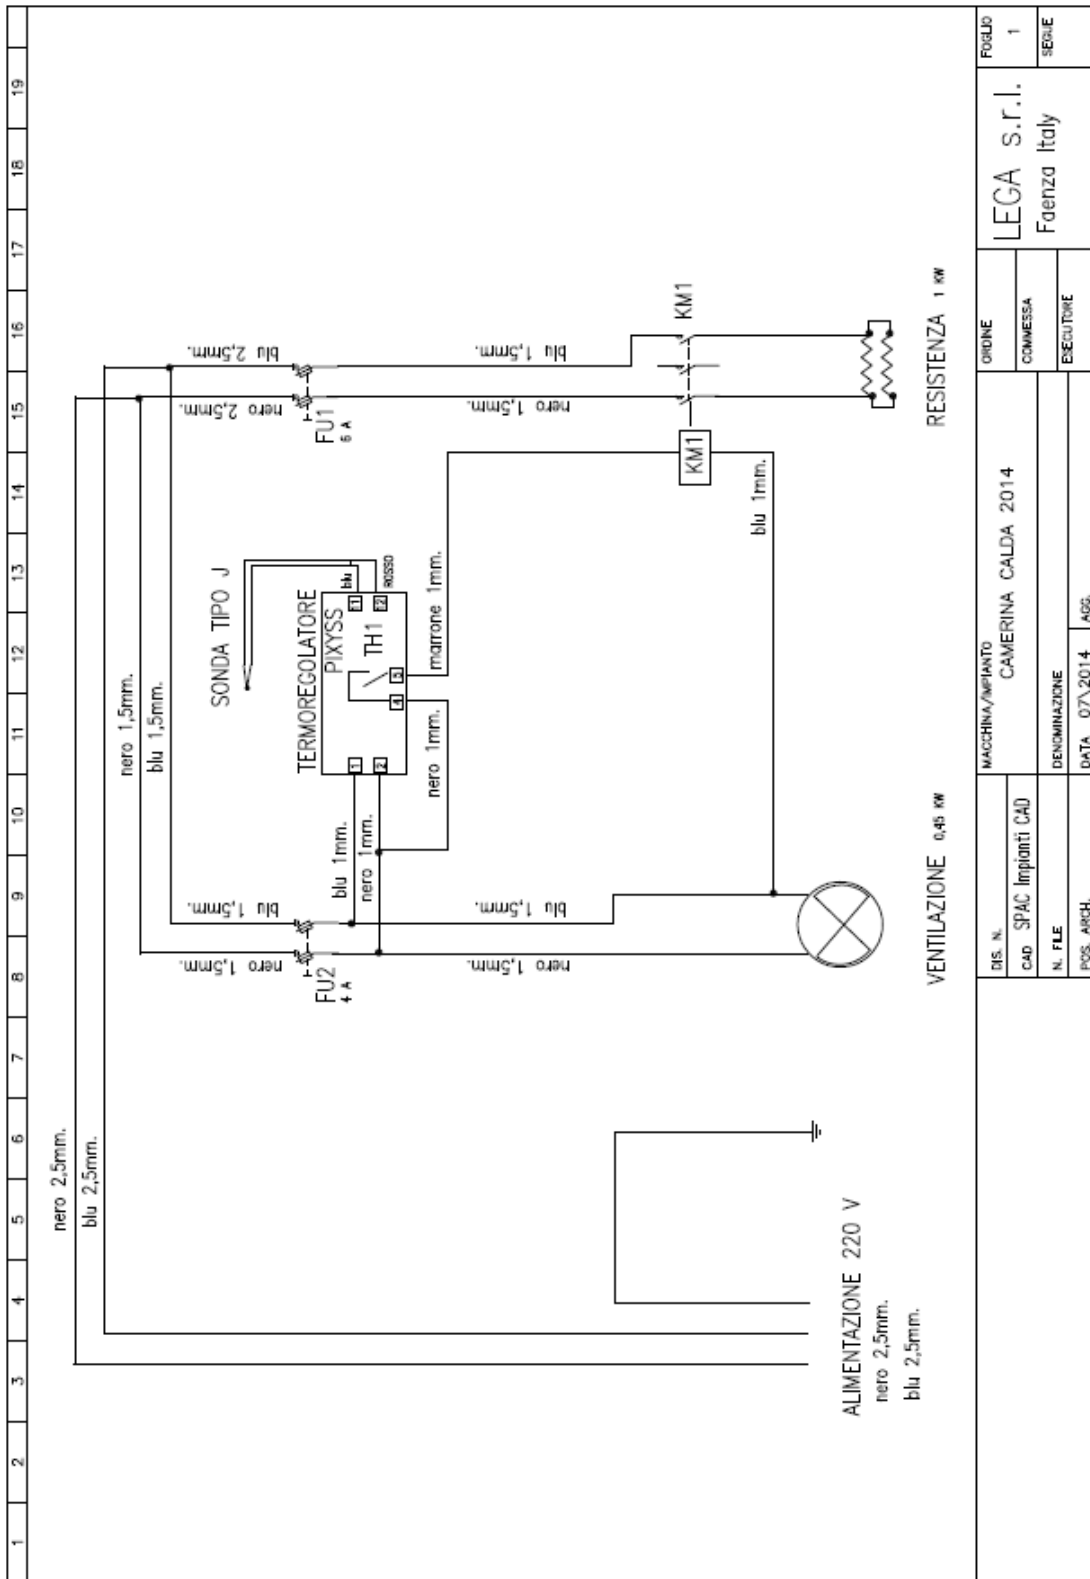 1 2 3 4 5 6 7 8 9 10 11 12 13 14 15 16 17 18 19
nero 2,5mm.
blu 2,5mm.
nero 1,5mm.
blu 1,5mm.
nero 1,5mm.
blu 1,5mm.
nero 2,5mm.
blu 2,5mm.
SONDA TIPO J
FU2
4 A
FU1
6 A
TERMOREGOLATORE
PIXYSS
TH1
1
2
4
5
11
12
blu
ROSSO
blu 1mm.
nero 1mm.
nero 1mm.
marrone 1mm.
nero 1,5mm.
blu 1,5mm.
nero 1,5mm.
blu 1,5mm.
KM1
KM1
blu 1mm.
ALIMENTAZIONE 220 V
nero 2,5mm.
blu 2,5mm.
VENTILAZIONE 0,45 KW
RESISTENZA 1 KW
DIS. N.
CAD SPAC Impianti CAD
N. FILE
POS. ARCH.
MACCHINA/IMPIANTO
CAMERINA CALDA 2014
DENOMINAZIONE
DATA 07\2014
AGG.
ORDINE
COMMESSA
ESECUTORE
LEGA s.r.l.
Faenza Italy
FOGLIO
1
SEGUE